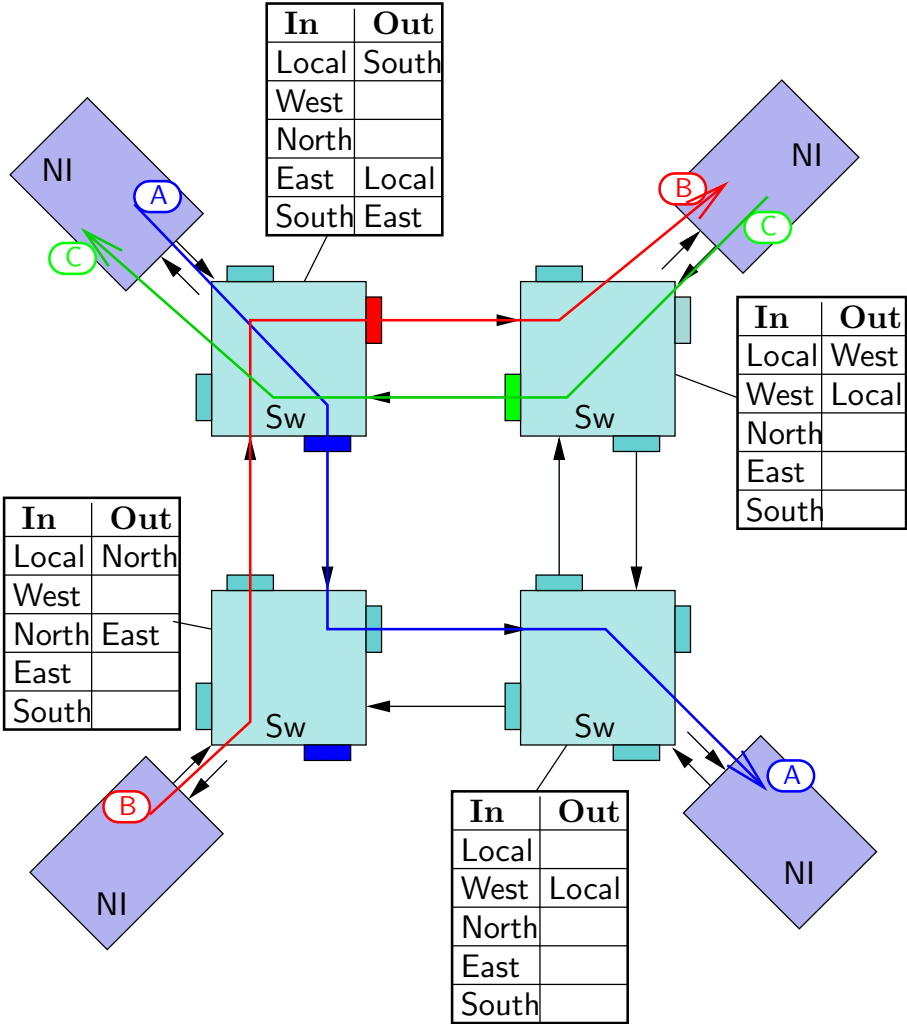 In Out
Local South
West
North
East Local
South East
NI
A
C
NI
B
C
Sw
Sw
In Out
Local West
West Local
North
East
South
In Out
Local North
West
North East
East
South
Sw
Sw
B
NI
A
NI
In Out
Local
West Local
North
East
South